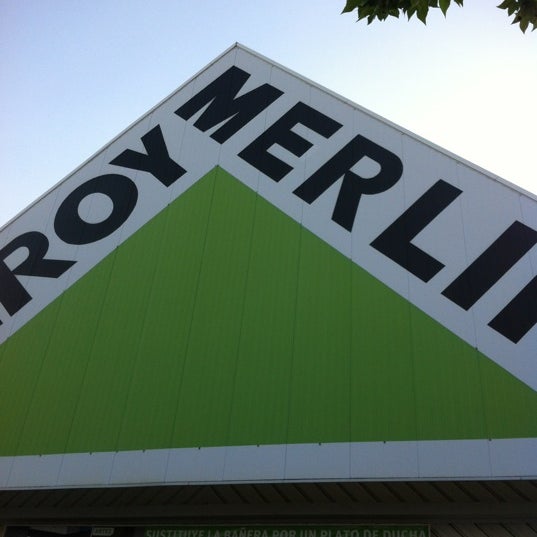 ROY MERLI
SUSTITUYE LA BAÑERA POR UN PLATO DE DUCHA